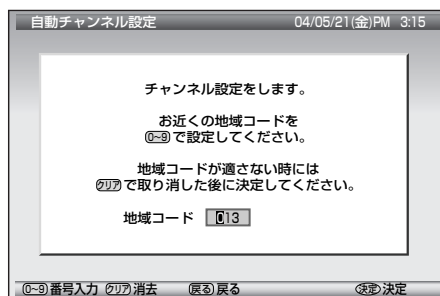 自動チャンネル設定 04/05/21(金)PM 3:15
チャンネル設定をします。
お近くの地域コードを
0~9で設定してください。
地域コードが適さない時には
クリアで取り消した後に決定してください。
地域コード 013
0~9 番号入力 クリア 消去 戻る 戻る 決定 決定